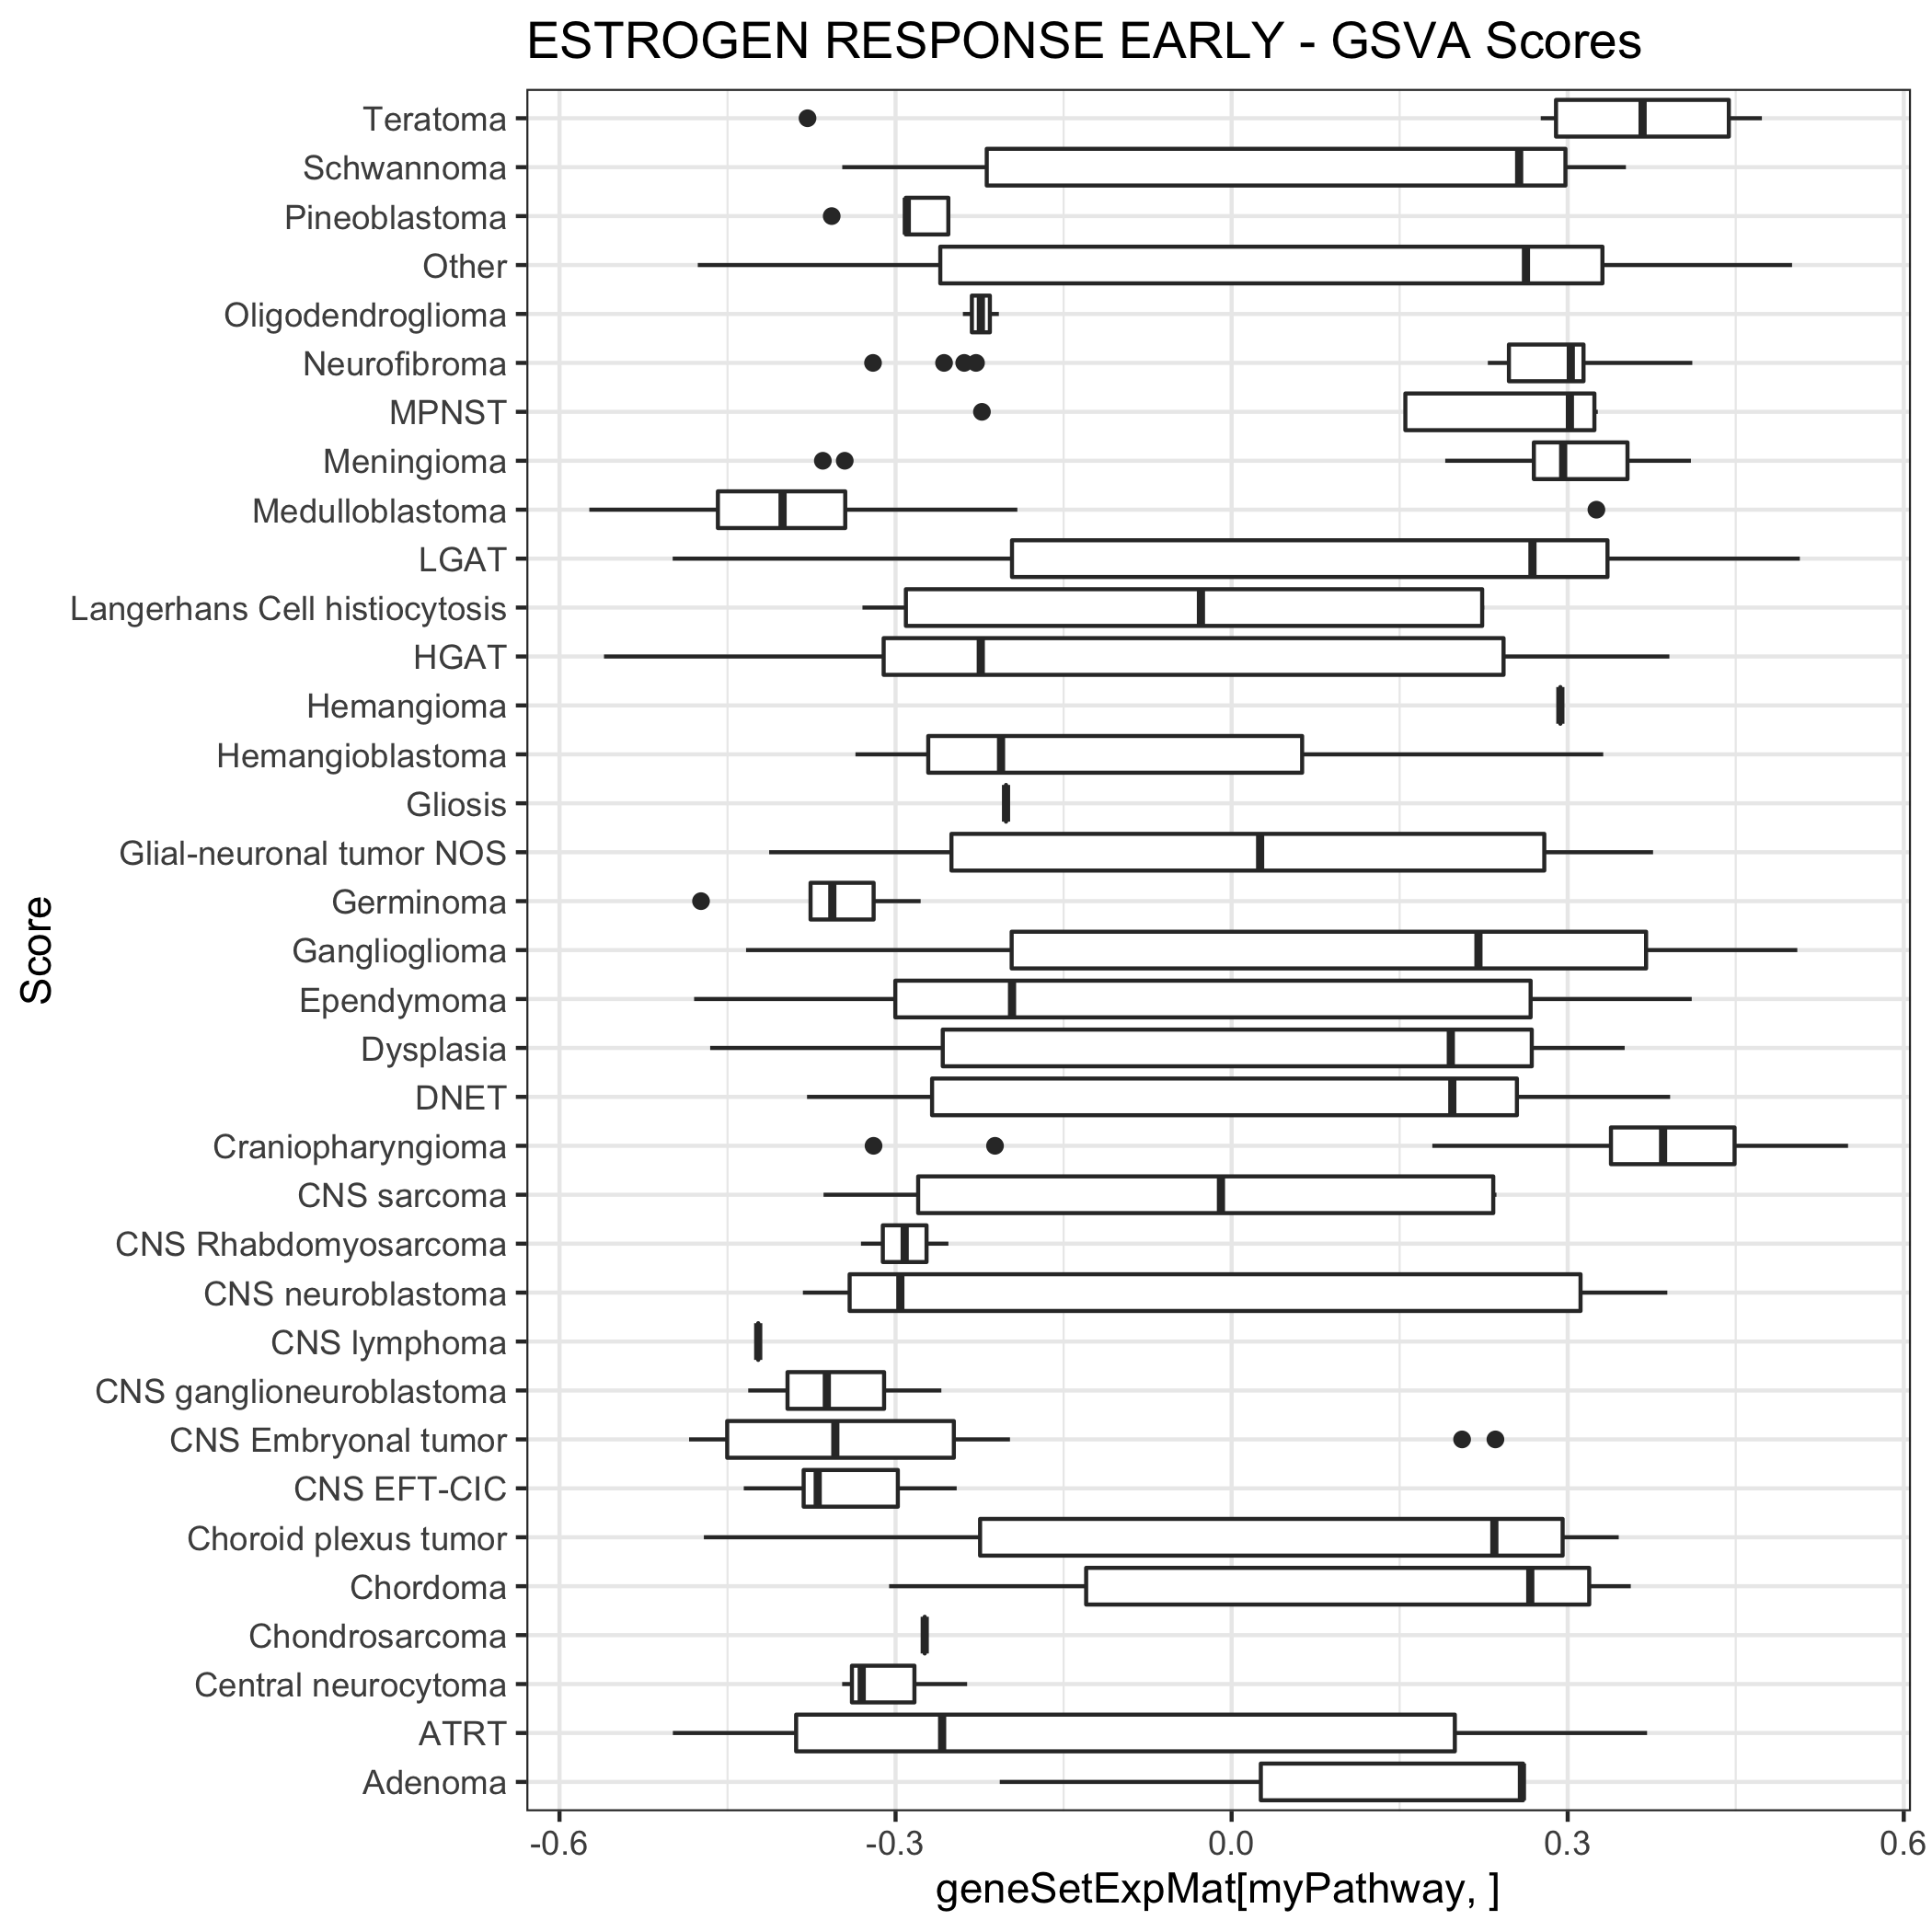 ESTROGEN RESPONSE EARLY - GSVA Scores
Teratoma
Schwannoma
Pineoblastoma
Other
Oligodendroglioma
Neurofibroma
MPNST
Meningioma
Medulloblastoma
LGAT
Langerhans Cell histiocytosis
HGAT
Hemangioma
Hemangioblastoma
Gliosis
Glial-neuronal tumor NOS
Germinoma
Ganglioglioma
Ependymoma
Dysplasia
DNET
Craniopharyngioma
CNS sarcoma
CNS Rhabdomyosarcoma
CNS neuroblastoma
CNS lymphoma
CNS ganglioneuroblastoma
CNS Embryonal tumor
CNS EFT-CIC
Choroid plexus tumor
Chordoma
Chondrosarcoma
Central neurocytoma
ATRT
Adenoma
Score
-0.6 -0.3 0.0 0.3 0.6
geneSetExpMat[myPathway, ]